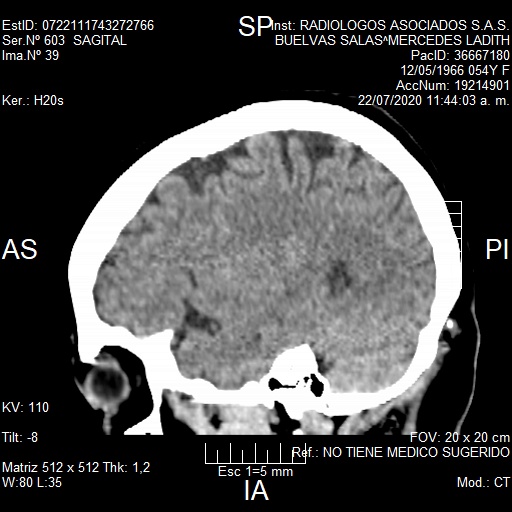 EstID: 0722111743272766
Ser.Nº 603 SAGITAL
Ima.Nº 39
Ker.: H20s
SP
Inst: RADIOLOGOS ASOCIADOS S.A.S.
BUELVAS SALAS^MERCEDES LADITH
PacID: 36667180
12/05/1966 054Y F
AccNum: 19214901
22/07/2020 11:44:03 a. m.
AS
PI
KV: 110
Tilt: -8
Matriz 512 x 512 Thk: 1,2
W:80 L:35
Esc 1=5 mm
IA
FOV: 20 x 20 cm
Ref.: NO TIENE MEDICO SUGERIDO
Mod.: CT